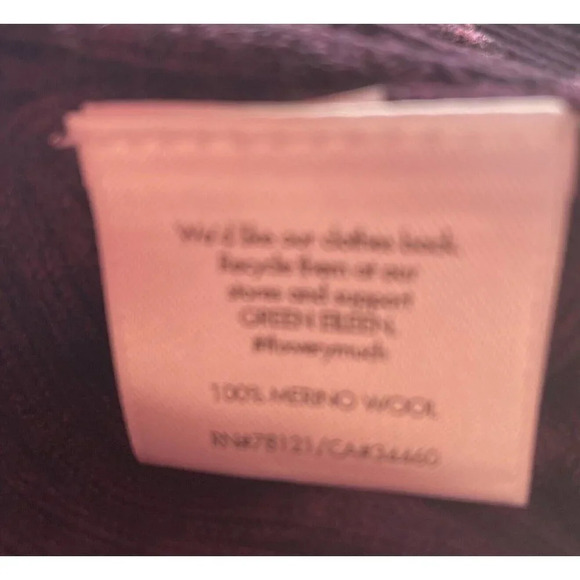 We'd like our clothes back.
Recycle them at our
stores and support
GREEN EILEEN.
100% MERINO WOOL
RN#78121/CA#34460